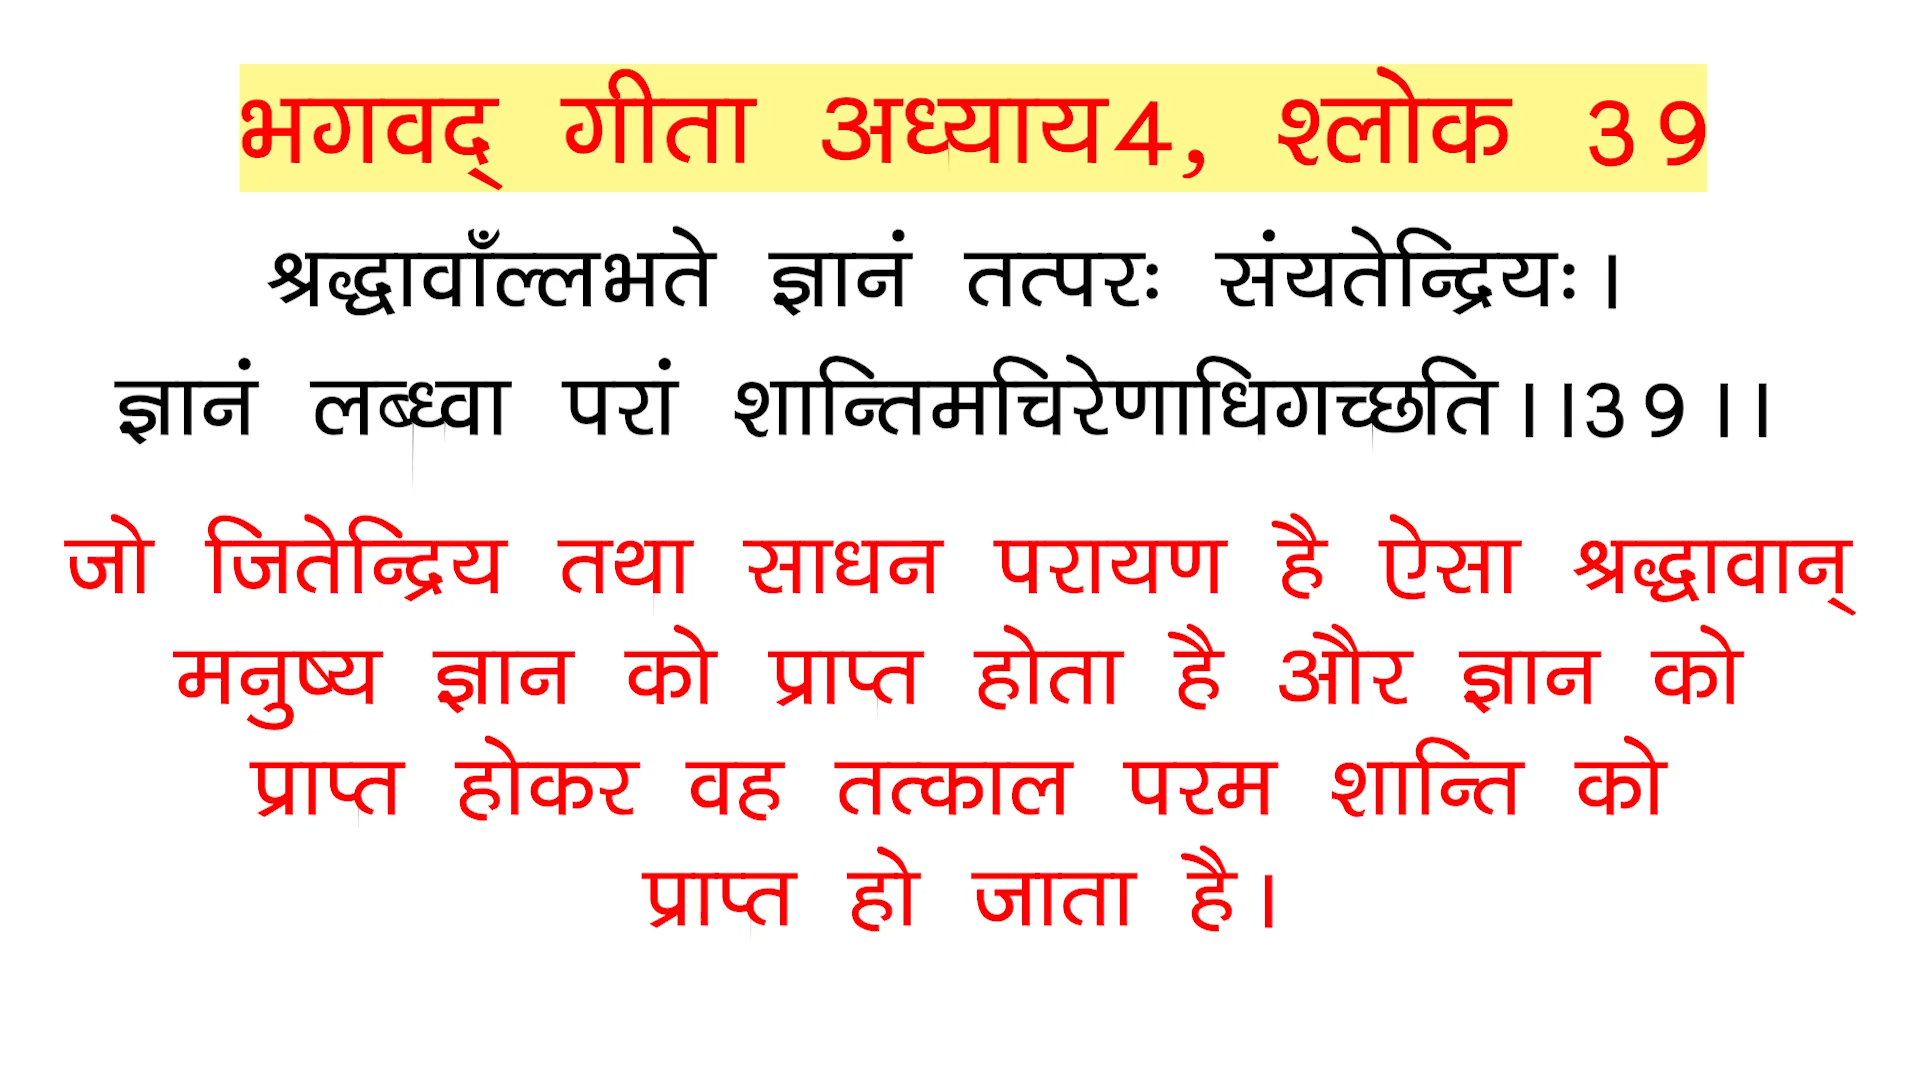 भगवद् गीता अध्याय4, श्लोक 39
श्रद्धावाँल्लभते ज्ञानं तत्परः संयतेन्द्रियः।
ज्ञानं लब्ध्वा परां शान्तिमचिरेणाधिगच्छति।।39।।
जो जितेन्द्रिय तथा साधन परायण है ऐसा श्रद्धावान्
मनुष्य ज्ञान को प्राप्त होता है और ज्ञान को
प्राप्त होकर वह तत्काल परम शान्ति को
प्राप्त हो जाता है।